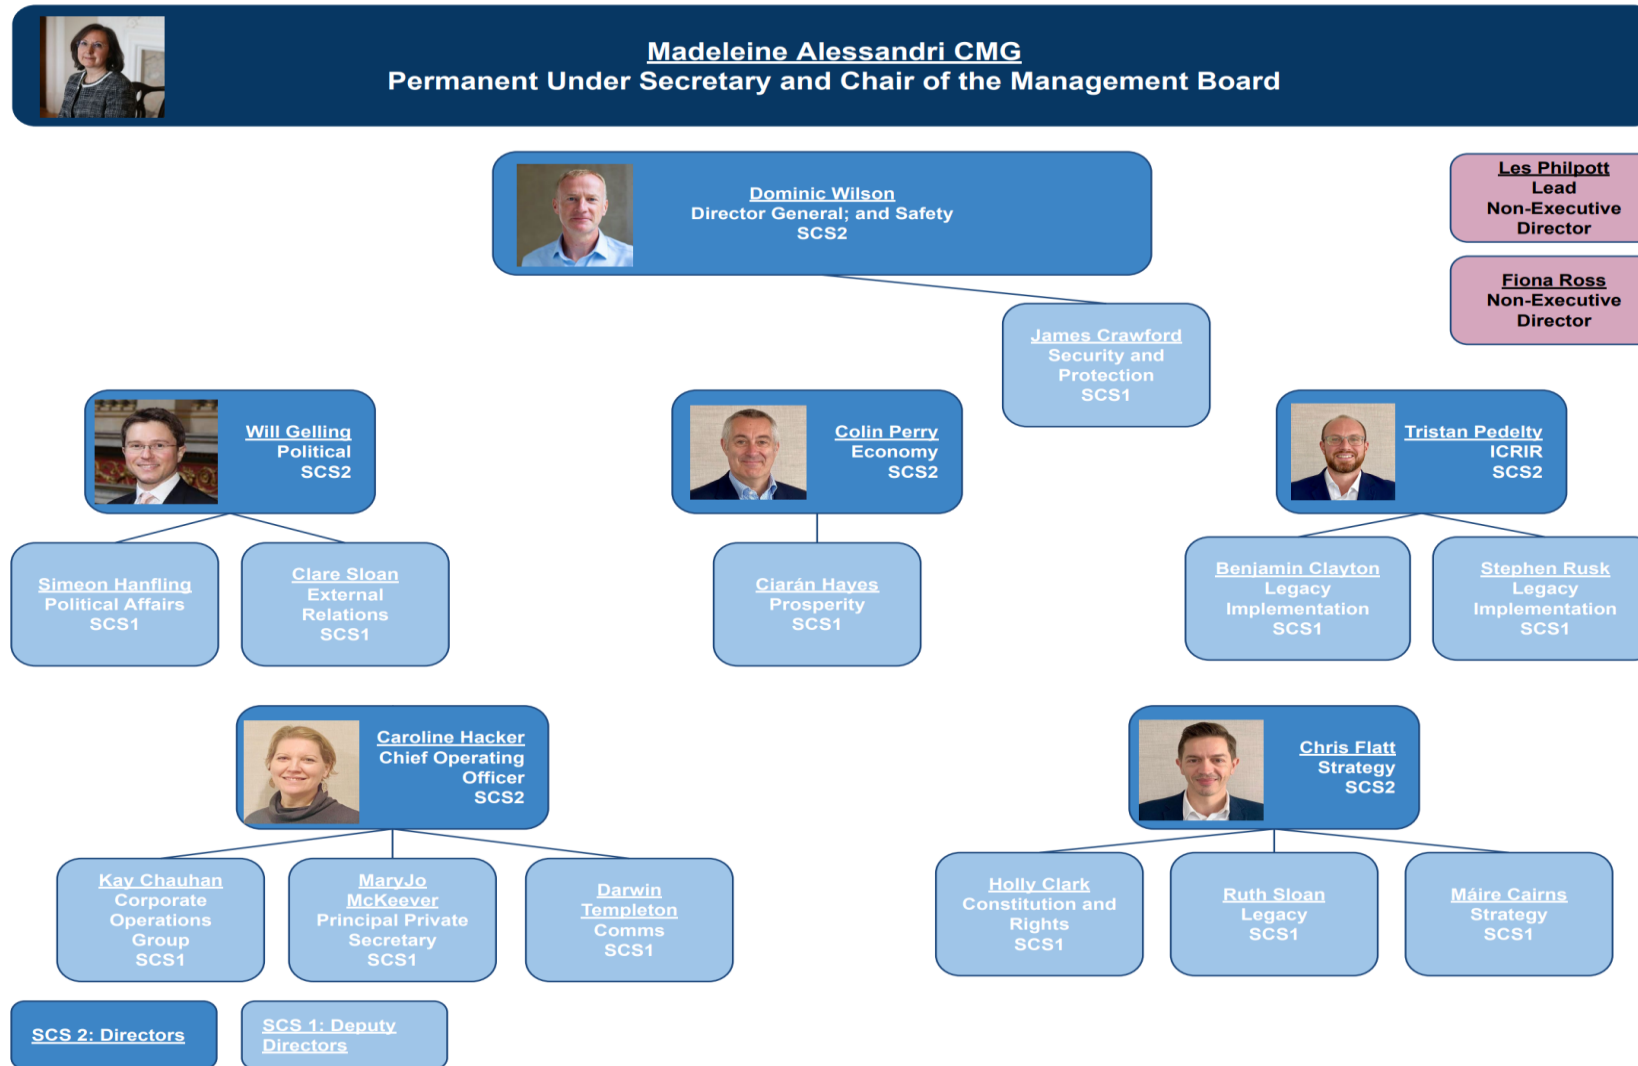 Madeleine Alessandri CMG
Permanent Under Secretary and Chair of the Management Board
Dominic Wilson
Director General; and Safety
SCS2
Les Philpott
Lead
Non-Executive
Director
Fiona Ross
Non-Executive
Director
James Crawford
Security and
Protection
SCS1
Will Gelling
Political
SCS2
Colin Perry
Economy
SCS2
Tristan Pedelty
ICRIR
SCS2
Simeon Hanfling
Political Affairs
SCS1
Clare Sloan
External
Relations
SCS1
Ciarán Hayes
Prosperity
SCS1
Benjamin Clayton
Legacy
Implementation
SCS1
Stephen Rusk
Legacy
Implementation
SCS1
Caroline Hacker
Chief Operating
Officer
SCS2
Chris Flatt
Strategy
SCS2
Kay Chauhan
Corporate
Operations
Group
SCS1
MaryJo
McKeever
Principal Private
Secretary
SCS1
Darwin
Templeton
Comms
SCS1
Holly Clark
Constitution and
Rights
SCS1
Ruth Sloan
Legacy
SCS1
Máire Cairns
Strategy
SCS1
SCS 2: Directors
SCS 1: Deputy
Directors